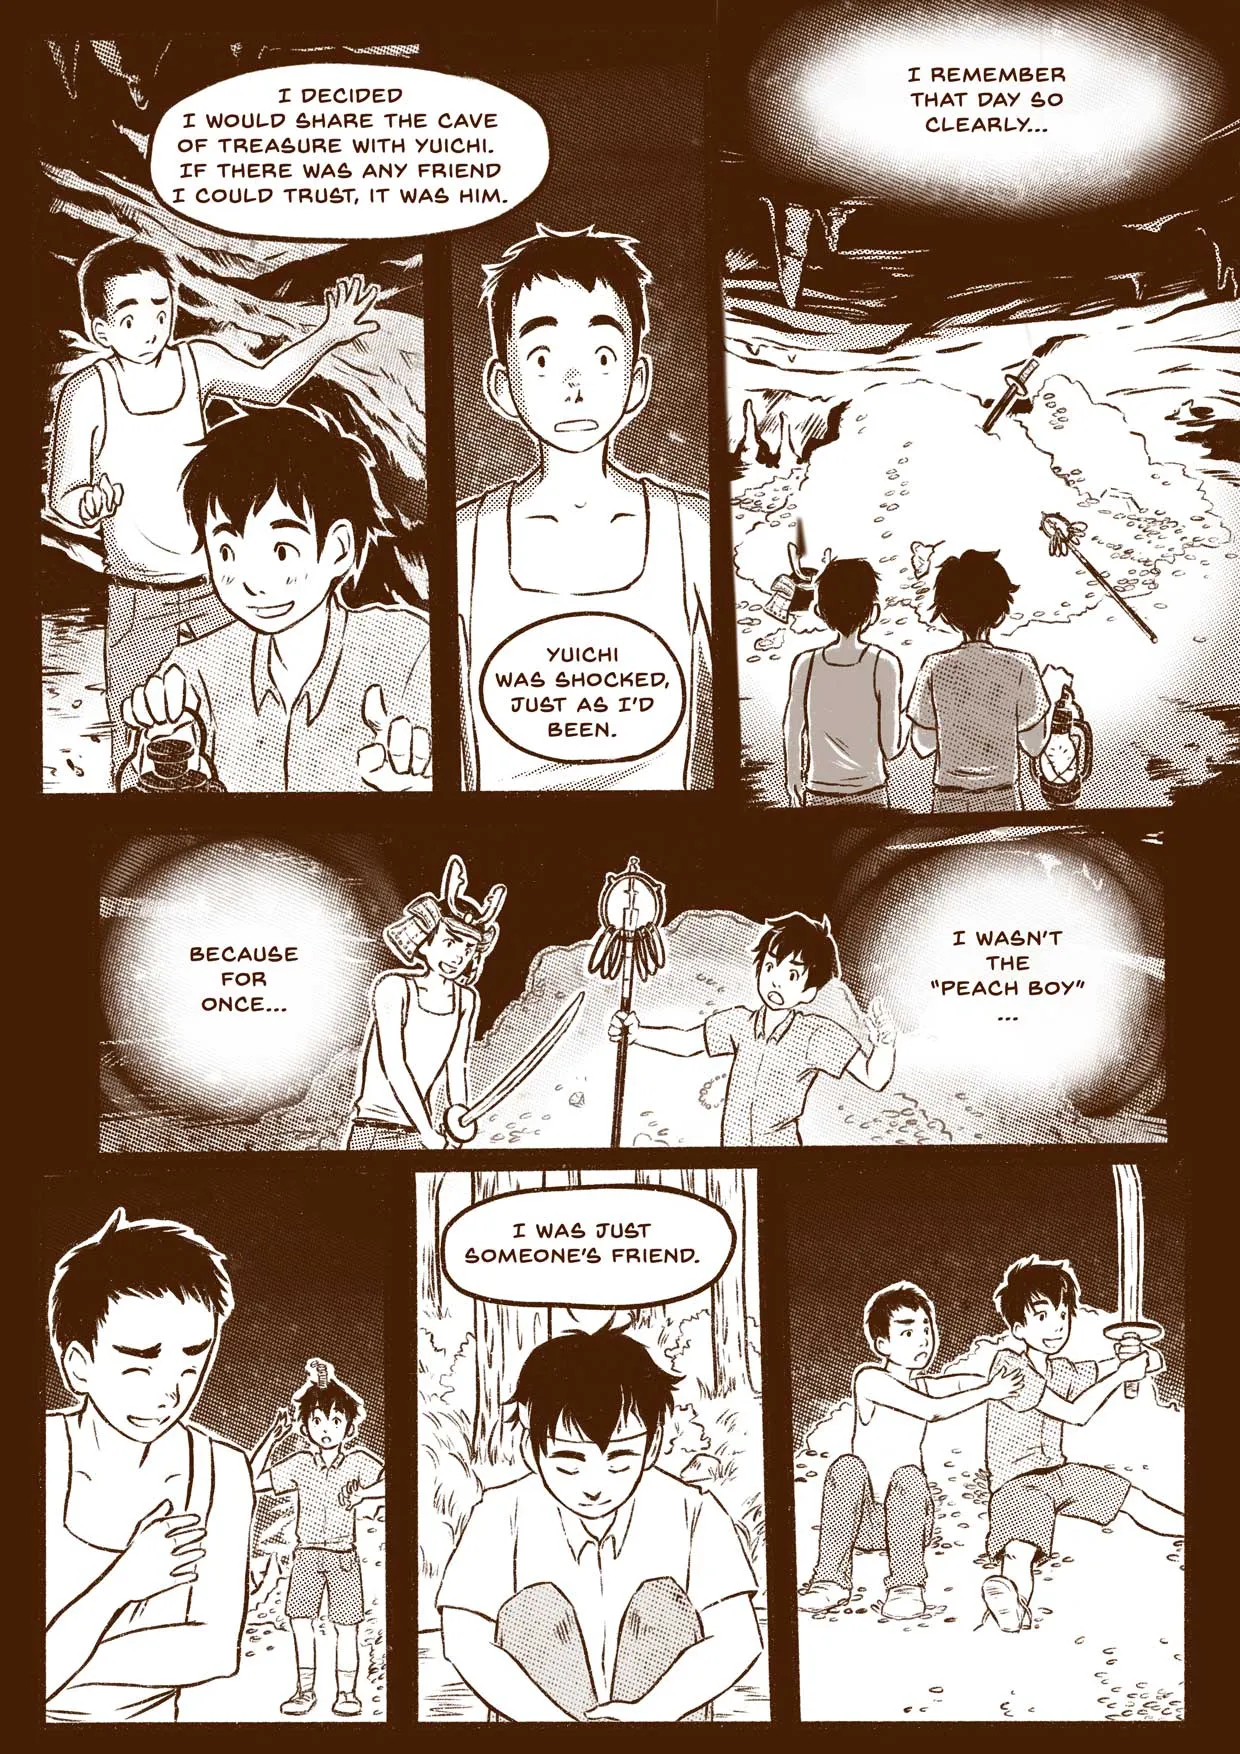 I DECIDED
I WOULD SHARE THE CAVE
OF TREASURE WITH YUICHI.
IF THERE WAS ANY FRIEND
I COULD TRUST, IT WAS HIM.
YUICHI
WAS SHOCKED,
JUST AS I'D
BEEN.
I REMEMBER
THAT DAY SO
CLEARLY...
BECAUSE
FOR
ONCE...
I WASN'T
THE
"PEACH BOY"
...
I WAS JUST
SOMEONE'S FRIEND.